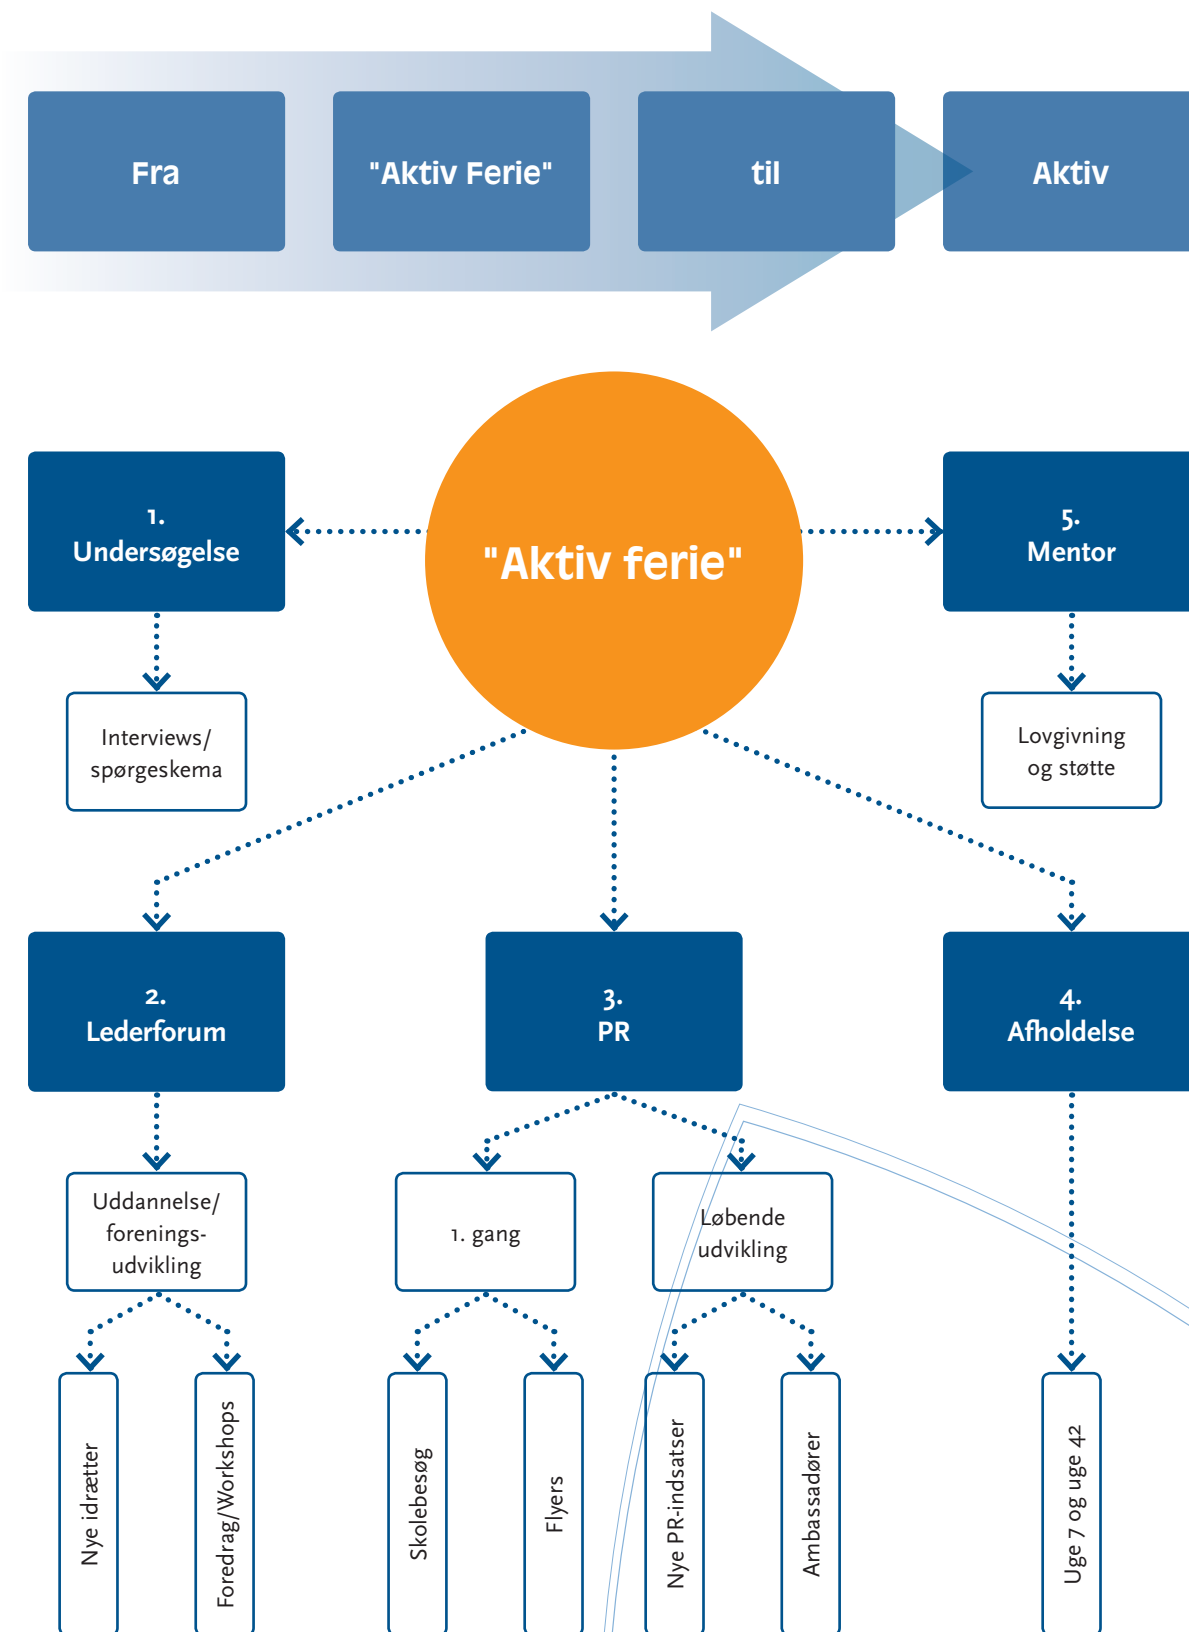 Fra
"Aktiv Ferie"
til
Aktiv
"Aktiv ferie"
1.
Undersøgelse
5.
Mentor
Interviews/
spørgeskema
Lovgivning
og støtte
2.
Lederforum
3.
PR
4.
Afholdelse
Uddannelse/
forenings-
udvikling
1. gang
Løbende
udvikling
Nye idrætter
Foredrag/Workshops
Skolebesøg
Flyers
Nye PR-indsatser
Ambassadører
Uge 7 og uge 42